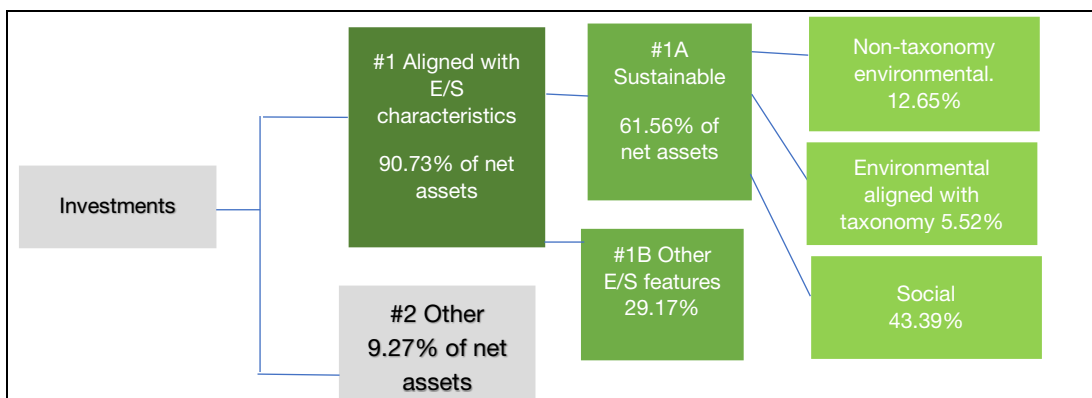 Investments
#1 Aligned with
E/S
characteristics
90.73% of net
assets
#2 Other
9.27% of net
assets
#1A
Sustainable
61.56% of
net assets
#1B Other
E/S features
29.17%
Non-taxonomy
environmental.
12.65%
Environmental
aligned with
taxonomy 5.52%
Social
43.39%